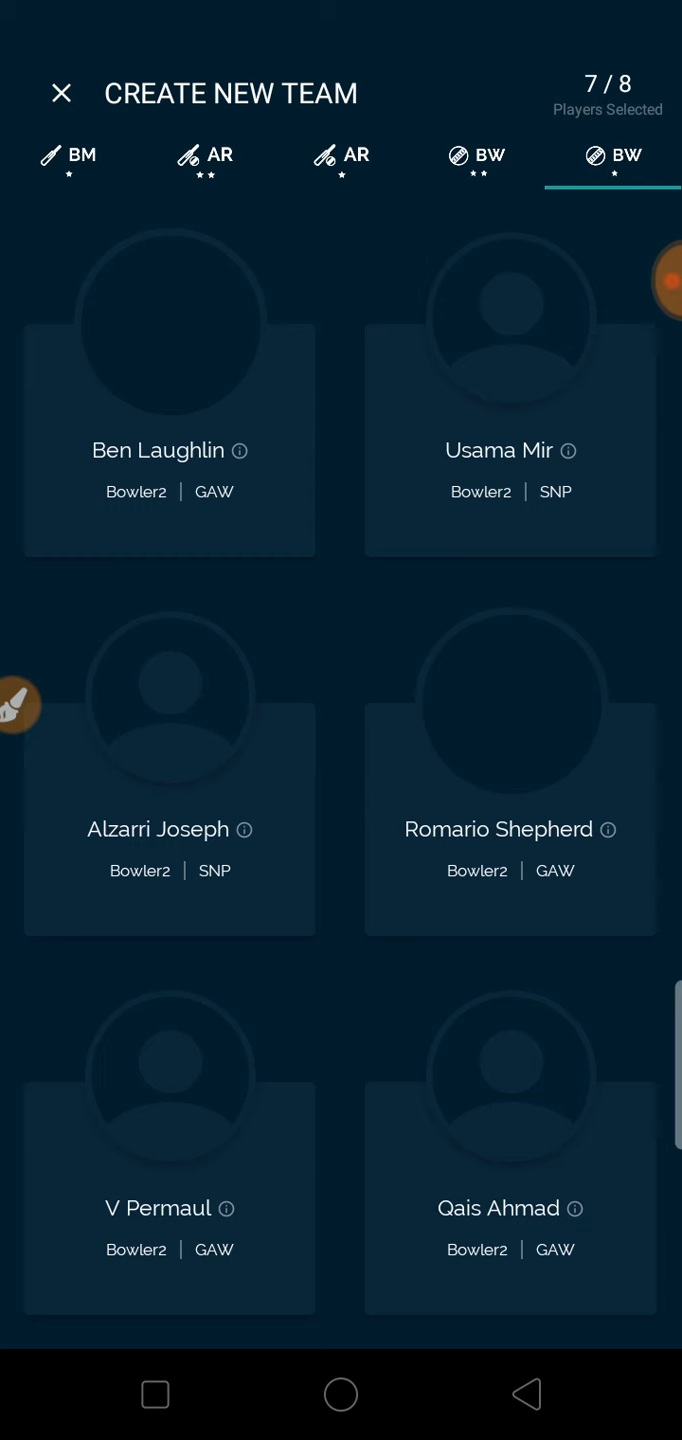 CREATE NEW TEAM
7 / 8
Players Selected
BM
AR
AR
BW
BW
Ben Laughlin
Bowler2 | GAW
Usama Mir
Bowler2 | SNP
Alzarri Joseph
Bowler2 | SNP
Romario Shepherd
Bowler2 | GAW
V Permaul
Bowler2 | GAW
Qais Ahmad
Bowler2 | GAW